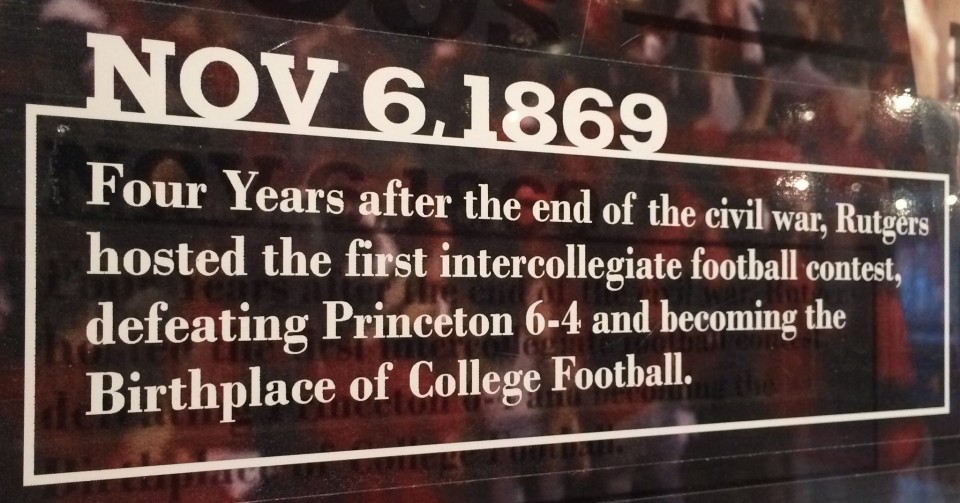 NOV 6, 1869
Four Years after the end of the civil war, Rutgers
hosted the first intercollegiate football contest,
defeating Princeton 6-4 and becoming the
Birthplace of College Football.